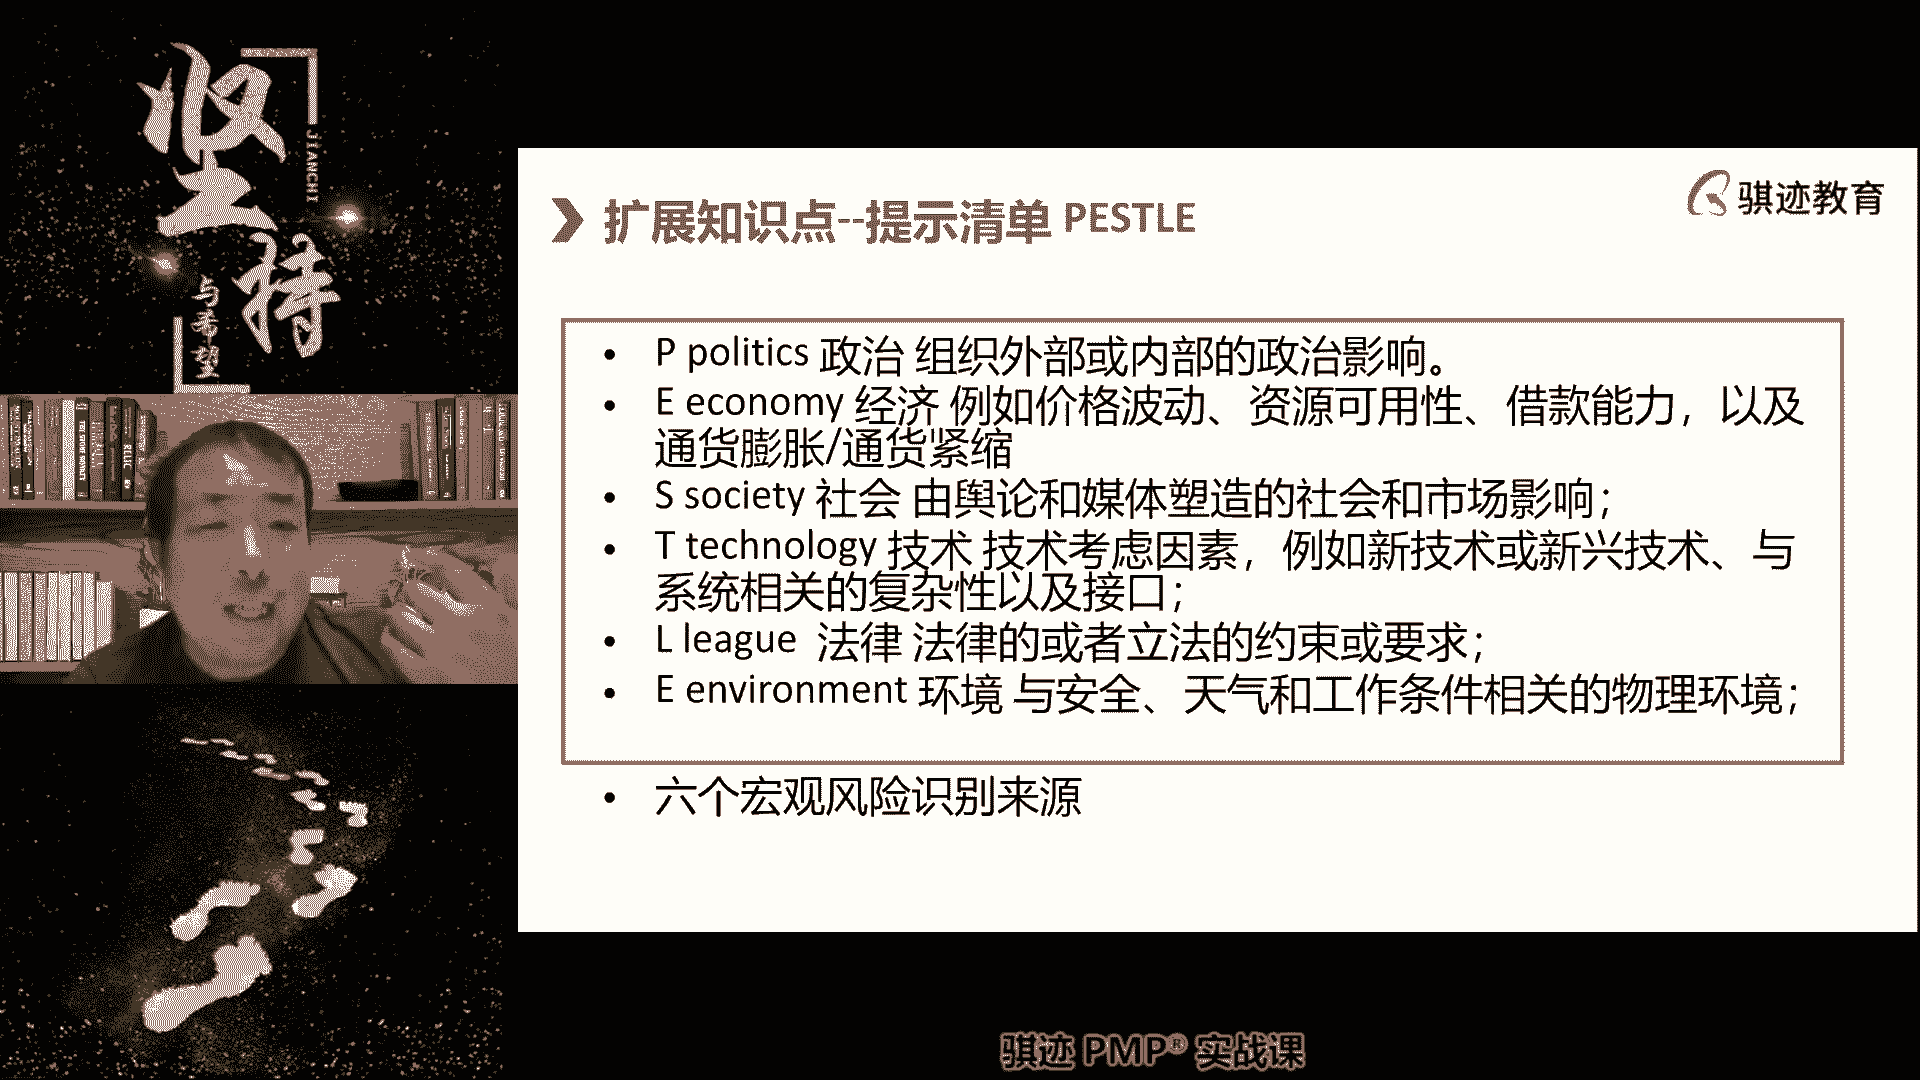 坚持
JIANCHI
与希望
骐迹教育
扩展知识点--提示清单 PESTLE
• P politics 政治 组织外部或内部的政治影响。
• E economy 经济 例如价格波动、资源可用性、借款能力，以及
通货膨胀/通货紧缩
• S society 社会 由舆论和媒体塑造的社会和市场影响；
• T technology 技术 技术考虑因素，例如新技术或新兴技术、与
系统相关的复杂性以及接口；
• L league 法律 法律的或者立法的约束或要求；
• E environment 环境 与安全、天气和工作条件相关的物理环境；
• 六个宏观风险识别来源
骐迹 PMP® 实战课